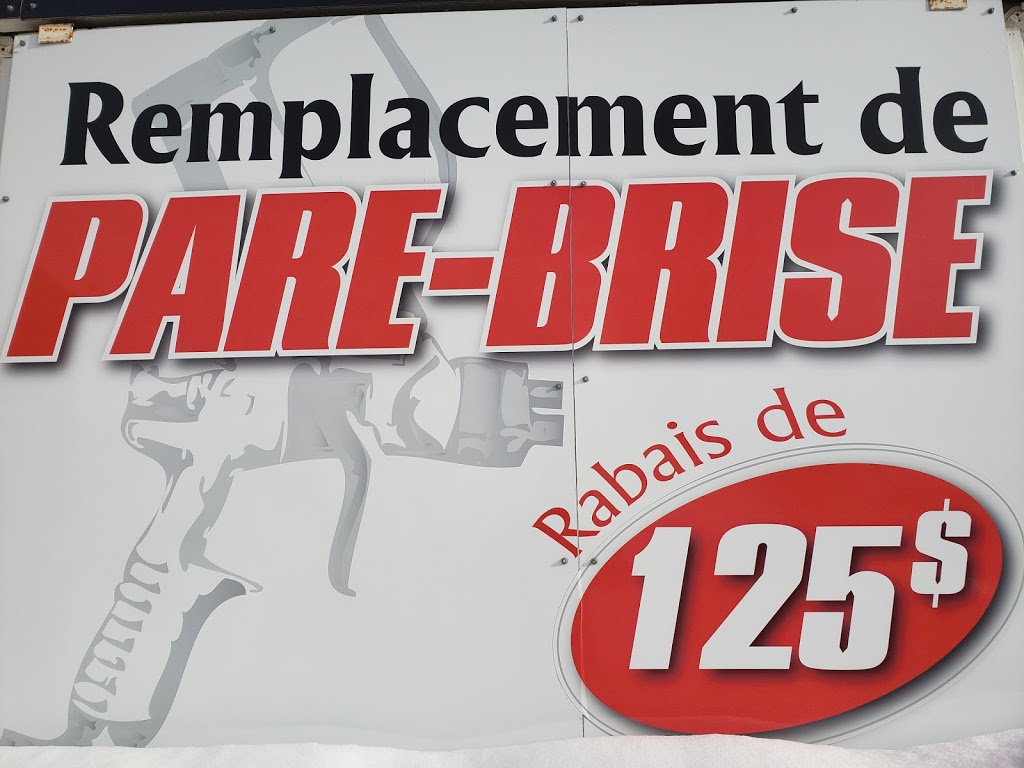 Remplacement de
PARE-BRISE
Rabais de
125$